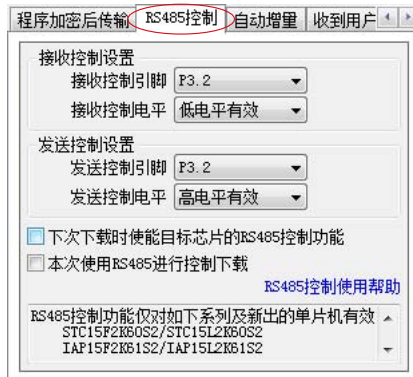 程序加密后传输 RS485控制 自动增量 收到用户
接收控制设置
接收控制引脚 P3.2
接收控制电平 低电平有效
发送控制设置
发送控制引脚 P3.2
发送控制电平 高电平有效
下次下载时使能目标芯片的RS485控制功能
本次使用RS485进行控制下载
RS485控制使用帮助
RS485控制功能仅对如下系列及新出的单片机有效
STC15F2K60S2/STC15L2K60S2
IAP15F2K61S2/IAP15L2K61S2